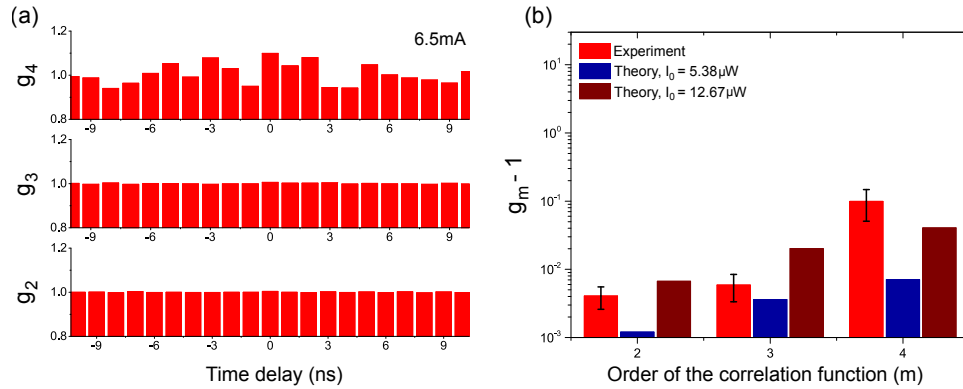 (a)
6.5mA
g4
1.2
1.0
0.8
-9 -6 -3 0 3 6 9
g3
1.2
1.0
0.8
-9 -6 -3 0 3 6 9
g2
1.2
1.0
0.8
-9 -6 -3 0 3 6 9
Time delay (ns)
(b)
Experiment
Theory, I0 = 5.38µW
Theory, I0 = 12.67µW
gm - 1
10^1
10^0
10^-1
10^-2
10^-3
2 3 4
Order of the correlation function (m)